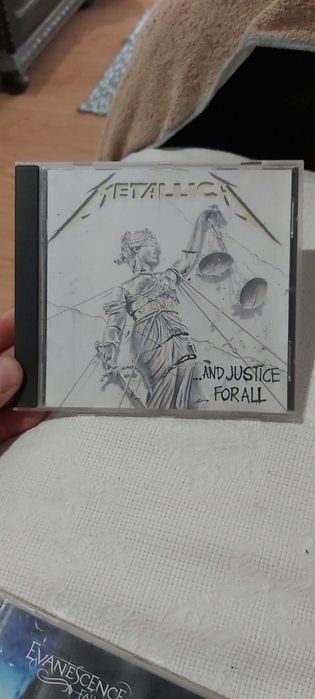 METALLICA
...AND JUSTICE
FOR ALL
EVANESCENCE